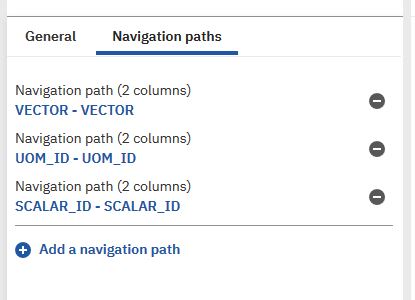 General
Navigation paths
Navigation path (2 columns)
VECTOR - VECTOR
Navigation path (2 columns)
UOM_ID - UOM_ID
Navigation path (2 columns)
SCALAR_ID - SCALAR_ID
Add a navigation path